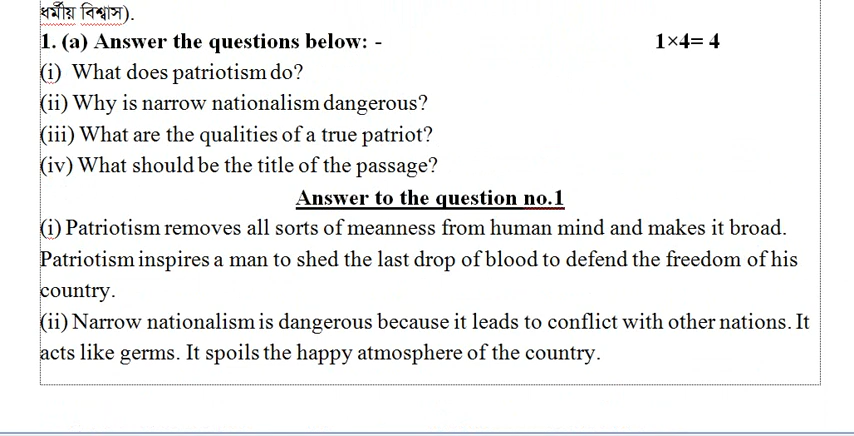 ধর্মীয় বিশ্বাস).
1. (a) Answer the questions below: - 1×4= 4
(i) What does patriotism do?
(ii) Why is narrow nationalism dangerous?
(iii) What are the qualities of a true patriot?
(iv) What should be the title of the passage?
Answer to the question no.1
(i) Patriotism removes all sorts of meanness from human mind and makes it broad.
Patriotism inspires a man to shed the last drop of blood to defend the freedom of his
country.
(ii) Narrow nationalism is dangerous because it leads to conflict with other nations. It
acts like germs. It spoils the happy atmosphere of the country.